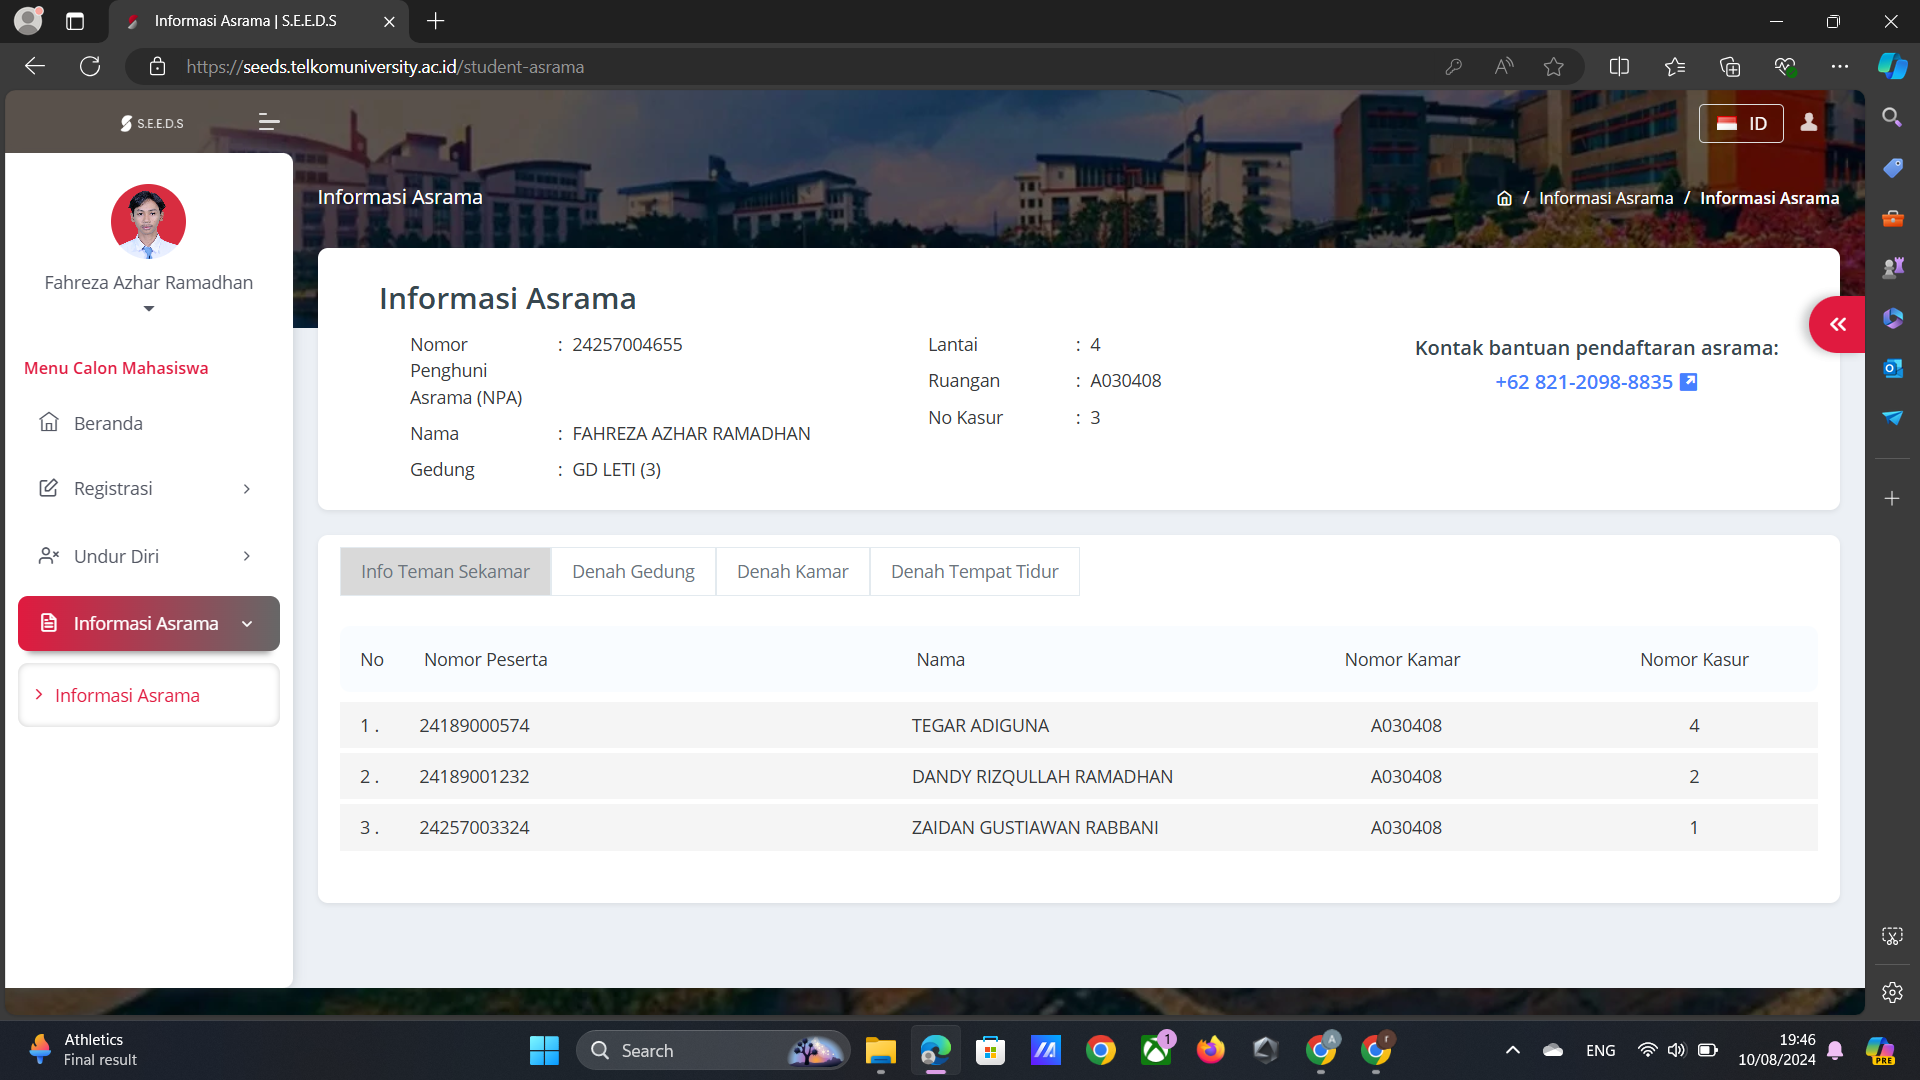 Informasi Asrama | S.E.E.D.S
https://seeds.telkomuniversity.ac.id/student-asrama
S.E.E.D.S
ID
Informasi Asrama
/ Informasi Asrama / Informasi Asrama
Fahreza Azhar Ramadhan
Menu Calon Mahasiswa
Beranda
Registrasi
Undur Diri
Informasi Asrama
Informasi Asrama
Informasi Asrama
Nomor Penghuni Asrama (NPA) : 24257004655
Nama : FAHREZA AZHAR RAMADHAN
Gedung : GD LETI (3)
Lantai : 4
Ruangan : A030408
No Kasur : 3
Kontak bantuan pendaftaran asrama:
+62 821-2098-8835
Info Teman Sekamar Denah Gedung Denah Kamar Denah Tempat Tidur
No Nomor Peserta Nama Nomor Kamar Nomor Kasur
1 . 24189000574 TEGAR ADIGUNA A030408 4
2 . 24189001232 DANDY RIZQULLAH RAMADHAN A030408 2
3 . 24257003324 ZAIDAN GUSTIAWAN RABBANI A030408 1
Athletics
Final result
Search
1
A
r
ENG
19:46
10/08/2024
PRE